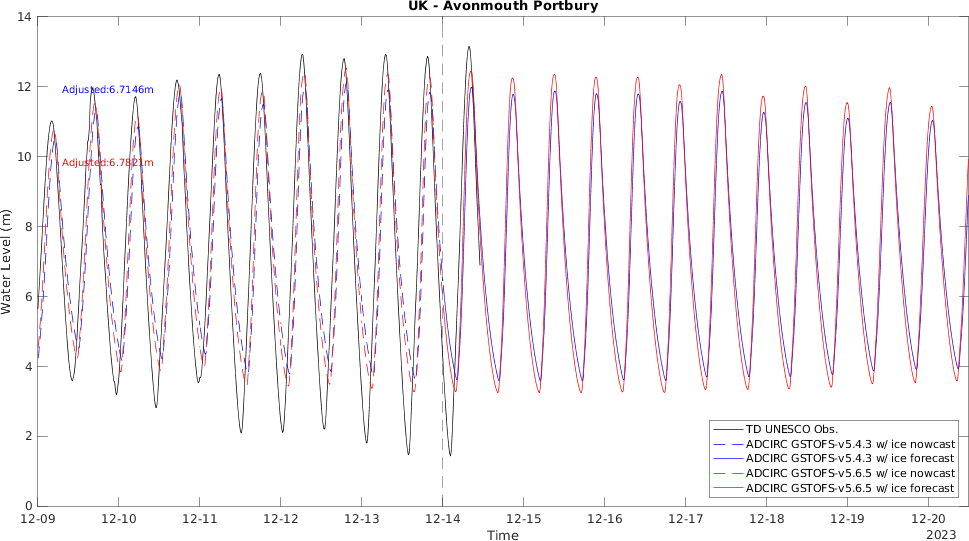 UK - Avonmouth Portbury
14
12
10
8
6
4
2
0
Water Level (m)
Adjusted:6.7146m
Adjusted:6.7821m
TD UNESCO Obs.
ADCIRC GSTOFS-v5.4.3 w/ ice nowcast
ADCIRC GSTOFS-v5.4.3 w/ ice forecast
ADCIRC GSTOFS-v5.6.5 w/ ice nowcast
ADCIRC GSTOFS-v5.6.5 w/ ice forecast
12-09 12-10 12-11 12-12 12-13 12-14 12-15 12-16 12-17 12-18 12-19 12-20
Time
2023